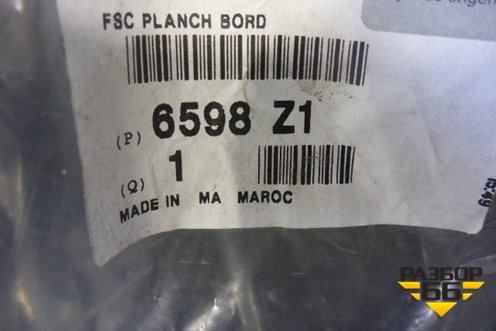 FSC PLANCH BORD
(P) 6598 Z1
(Q) 1
MADE IN MA MAROC
РАЗБОР
66